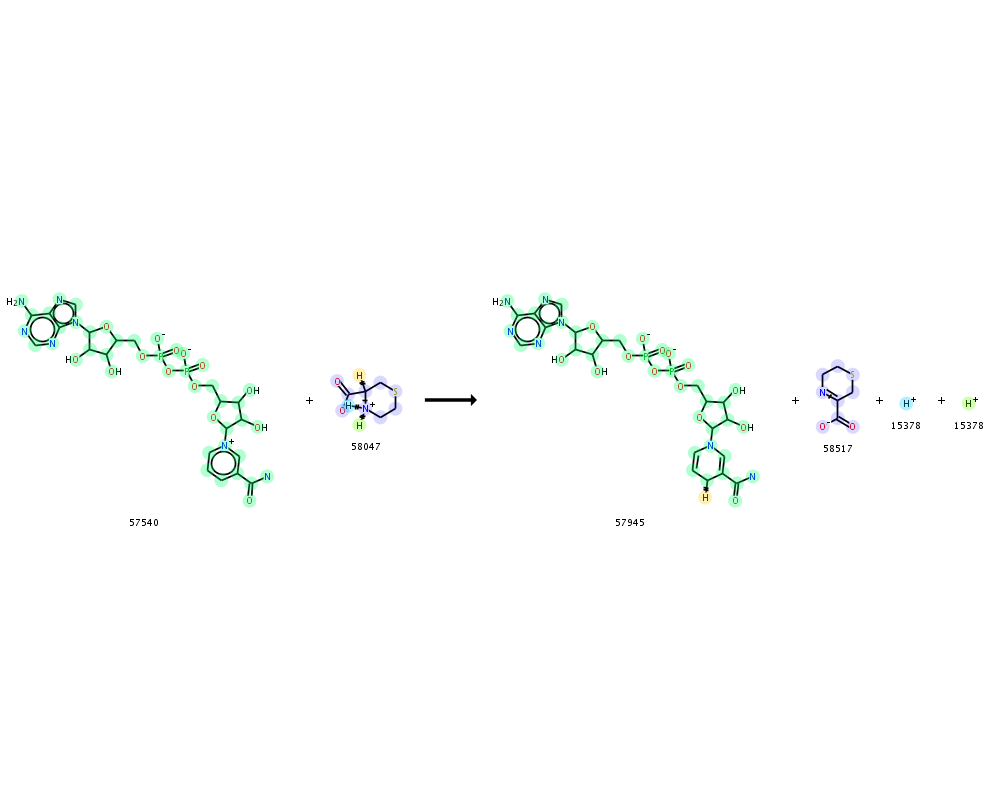 H₂N N N N N O HO OH O P O⁻ O O O⁻ P O O O OH OH N⁺ N O
57540
+
H O O⁻ H N⁺ H S
58047
H₂N N N N N O HO OH O P O⁻ O O O⁻ P O O O OH OH N N O H
57945
+
S N O⁻ O
58517
+
H⁺
15378
+
H⁺
15378